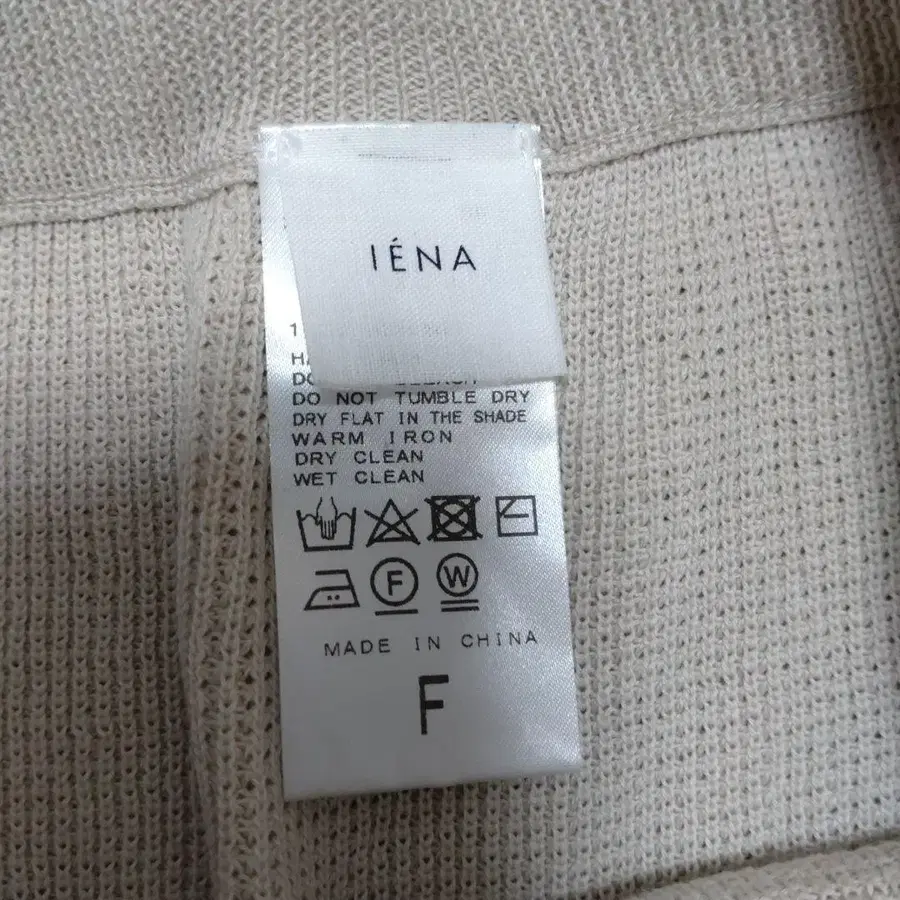 IÉNA
DO NOT TUMBLE DRY
DRY FLAT IN THE SHADE
WARM IRON
DRY CLEAN
WET CLEAN
F W
MADE IN CHINA
F